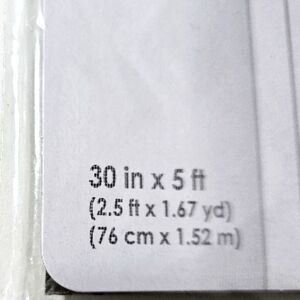 30 in x 5 ft
(2.5 ft x 1.67 yd)
(76 cm x 1.52 m)